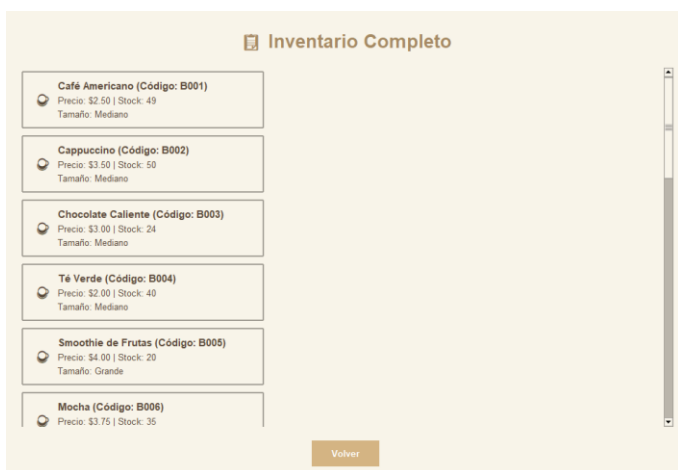 Inventario Completo
Café Americano (Código: B001)
Precio: $2.50 | Stock: 49
Tamaño: Mediano
Cappuccino (Código: B002)
Precio: $3.50 | Stock: 50
Tamaño: Mediano
Chocolate Caliente (Código: B003)
Precio: $3.00 | Stock: 24
Tamaño: Mediano
Té Verde (Código: B004)
Precio: $2.00 | Stock: 40
Tamaño: Mediano
Smoothie de Frutas (Código: B005)
Precio: $4.00 | Stock: 20
Tamaño: Grande
Mocha (Código: B006)
Precio: $3.75 | Stock: 35
Volver